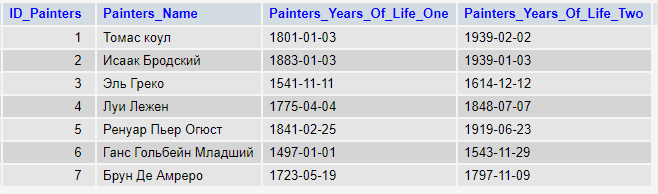 ID_Painters Painters_Name Painters_Years_Of_Life_One Painters_Years_Of_Life_Two
1 Томас коул 1801-01-03 1939-02-02
2 Исаак Бродский 1883-01-03 1939-01-03
3 Эль Греко 1541-11-11 1614-12-12
4 Луи Лежен 1775-04-04 1848-07-07
5 Ренуар Пьер Огюст 1841-02-25 1919-06-23
6 Ганс Гольбейн Младший 1497-01-01 1543-11-29
7 Брун Де Амреро 1723-05-19 1797-11-09